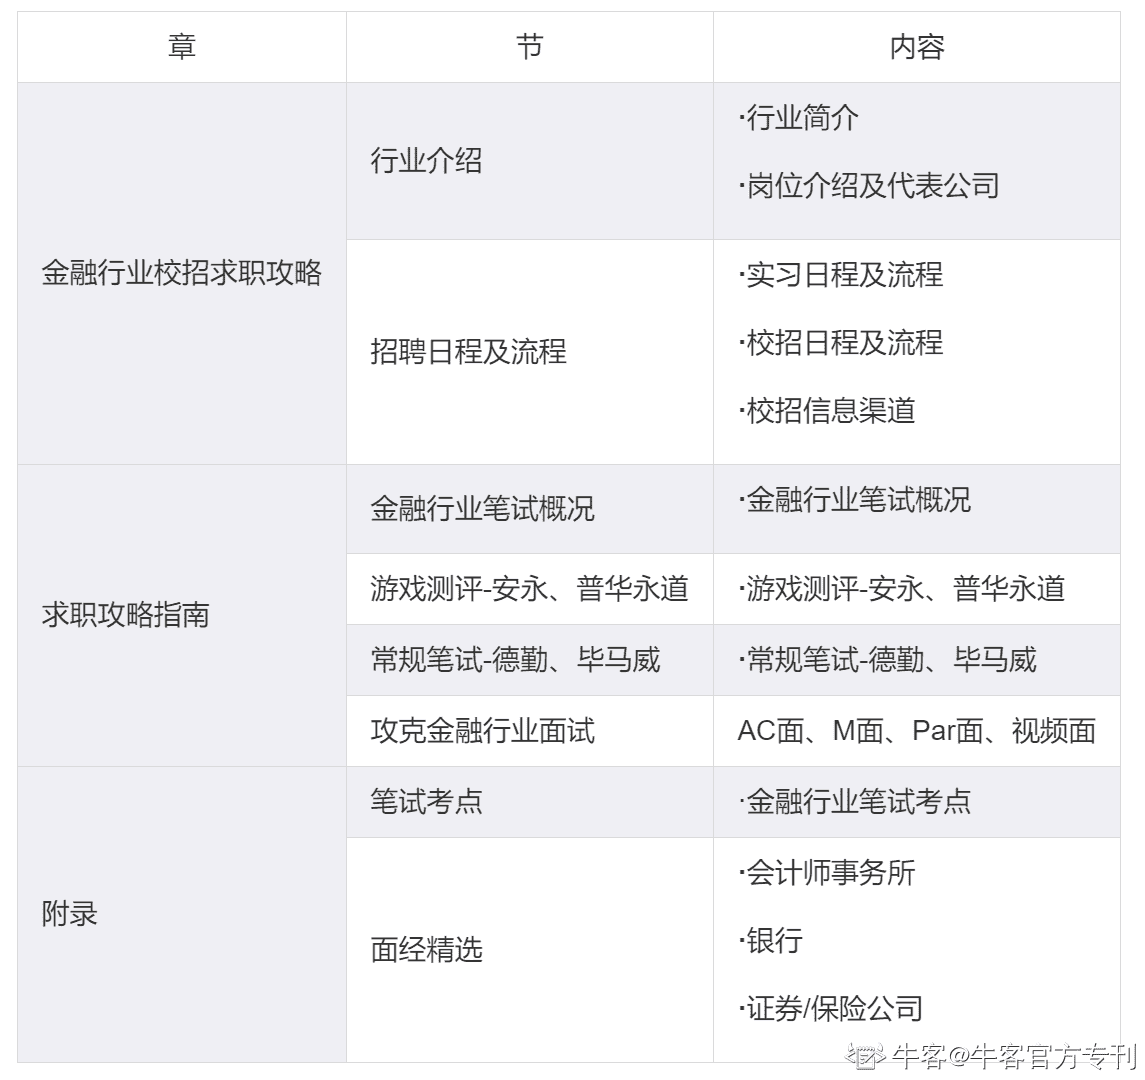 章 节 内容
金融行业校招求职攻略
行业介绍
·行业简介
·岗位介绍及代表公司
招聘日程及流程
·实习日程及流程
·校招日程及流程
·校招信息渠道
求职攻略指南
金融行业笔试概况 ·金融行业笔试概况
游戏测评-安永、普华永道 ·游戏测评-安永、普华永道
常规笔试-德勤、毕马威 ·常规笔试-德勤、毕马威
攻克金融行业面试 AC面、M面、Par面、视频面
附录
笔试考点 ·金融行业笔试考点
面经精选
·会计师事务所
·银行
·证券/保险公司
牛客@牛客官方专刊